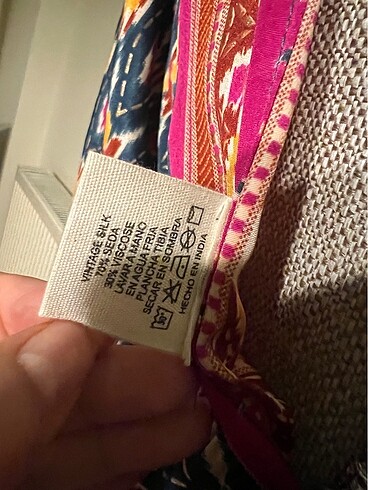 VINTAGE SILK
70% SEDA
30% VISCOSE
LAVAR A MANO
EN AGUA FRIA
PLANCHA TIBIA
SECAR EN SOMBRA
HECHO EN INDIA